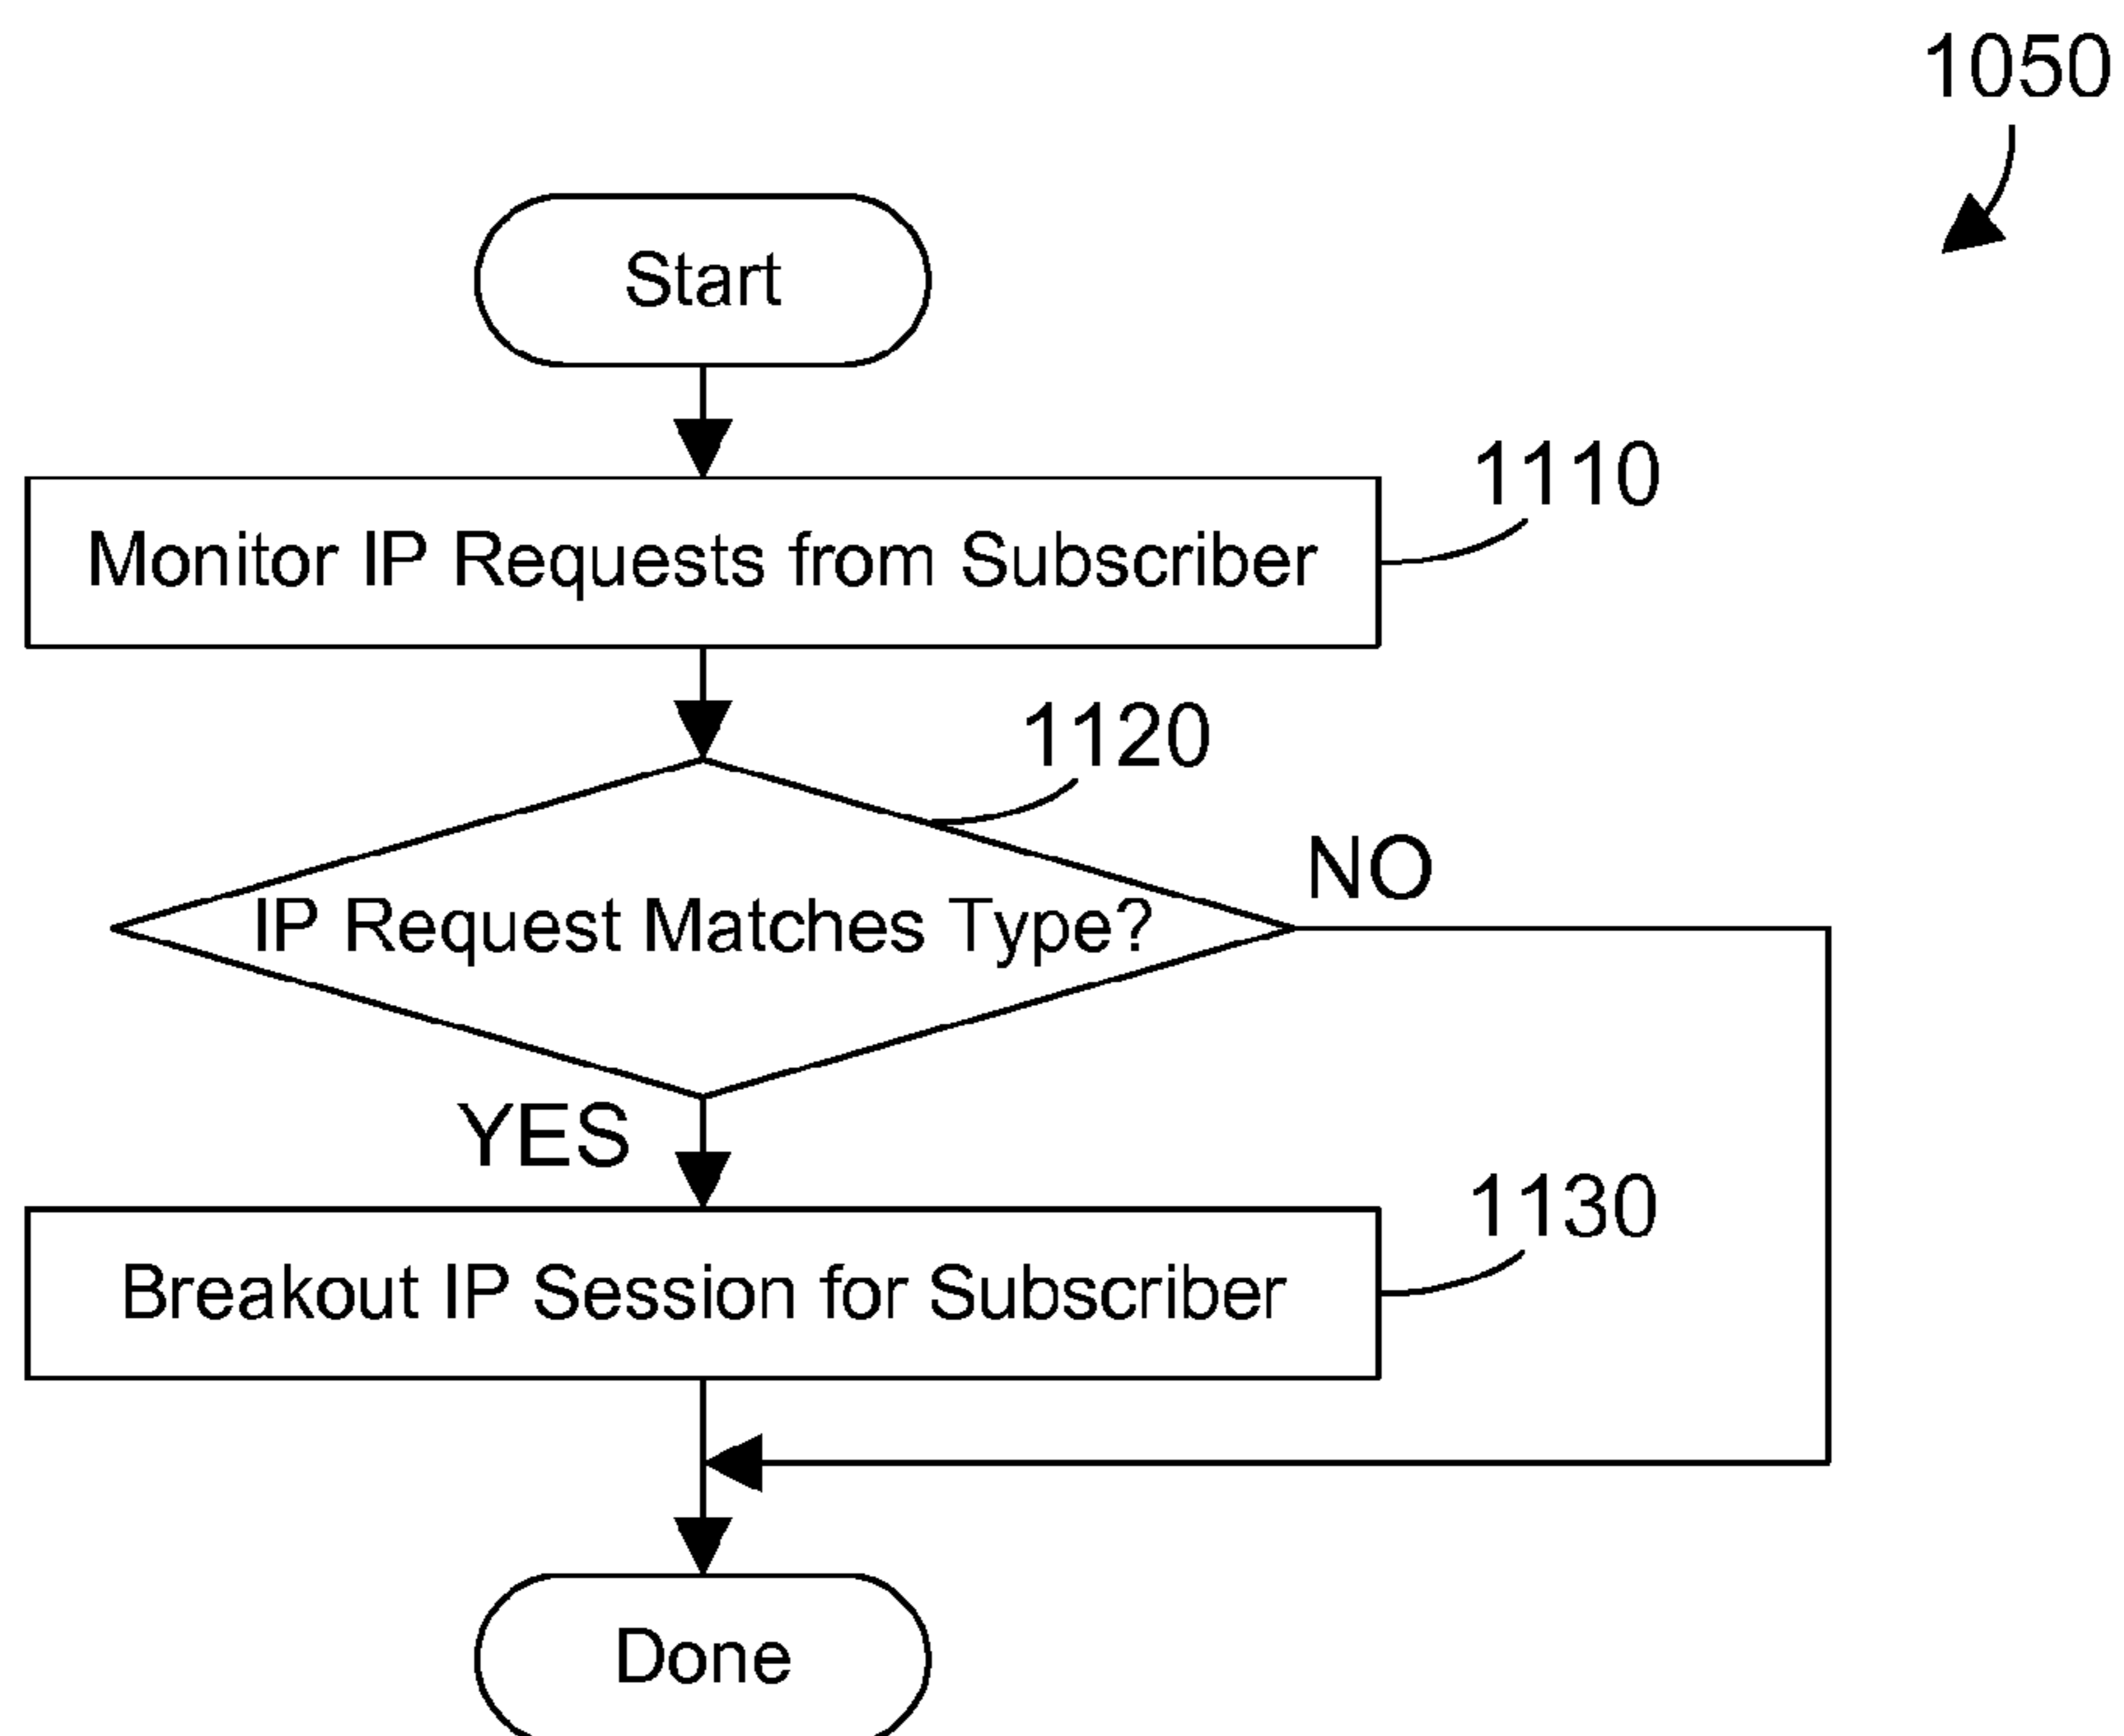 1050
Start
Monitor IP Requests from Subscriber
1110
1120
IP Request Matches Type?
NO
YES
Breakout IP Session for Subscriber
1130
Done